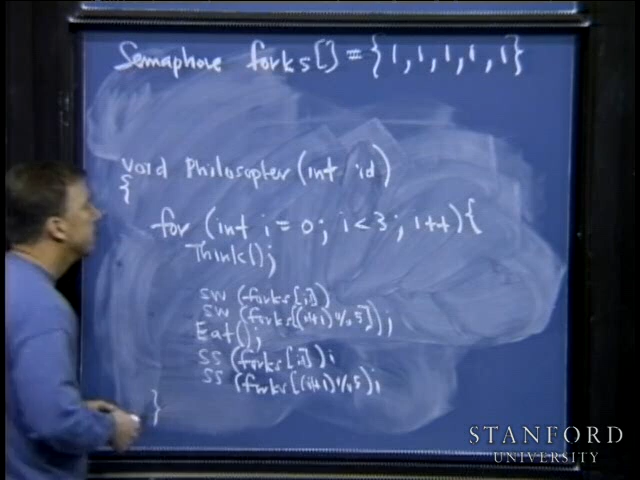 Semaphore forks[] = {1, 1, 1, 1, 1}
void Philosopher (int id)
{
for (int i = 0; i < 3; i++) {
Think();
SW (forks[id])
SW (forks[(id+1) % 5]);
Eat();
SS (forks[id]);
SS (forks[(id+1) % 5);
}
STANFORD
UNIVERSITY